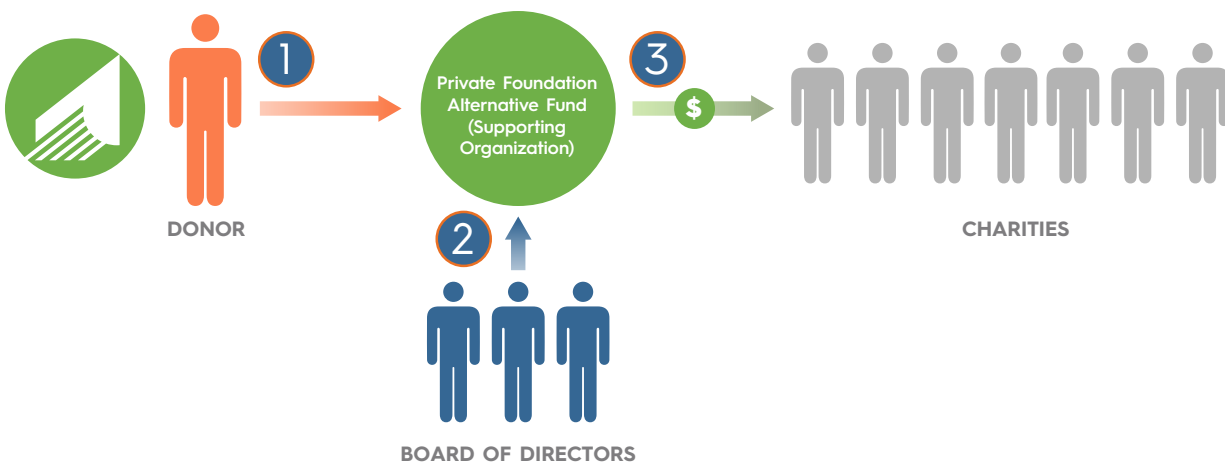 1
DONOR
Private Foundation
Alternative Fund
(Supporting
Organization)
2
BOARD OF DIRECTORS
3
$
CHARITIES